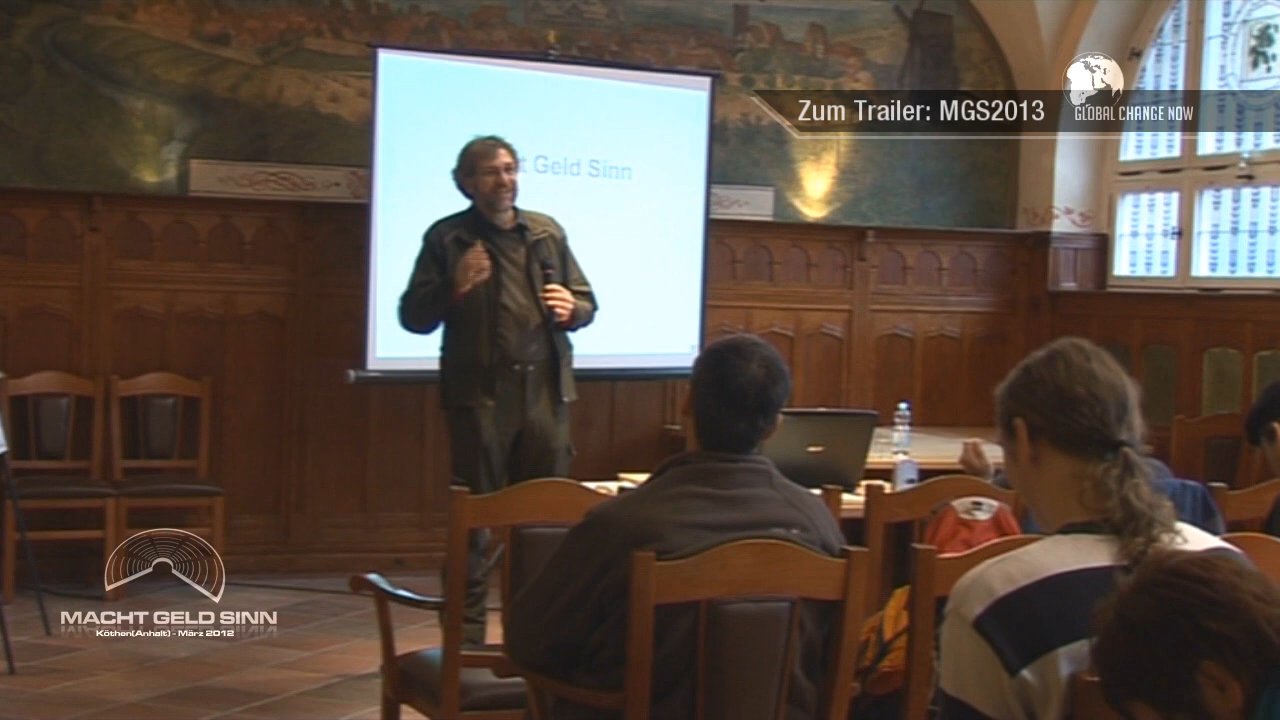 Zum Trailer: MGS2013
GLOBAL CHANGE NOW
t Geld Sinn
MACHT GELD SINN
Köthen(Anhalt) - März 2012